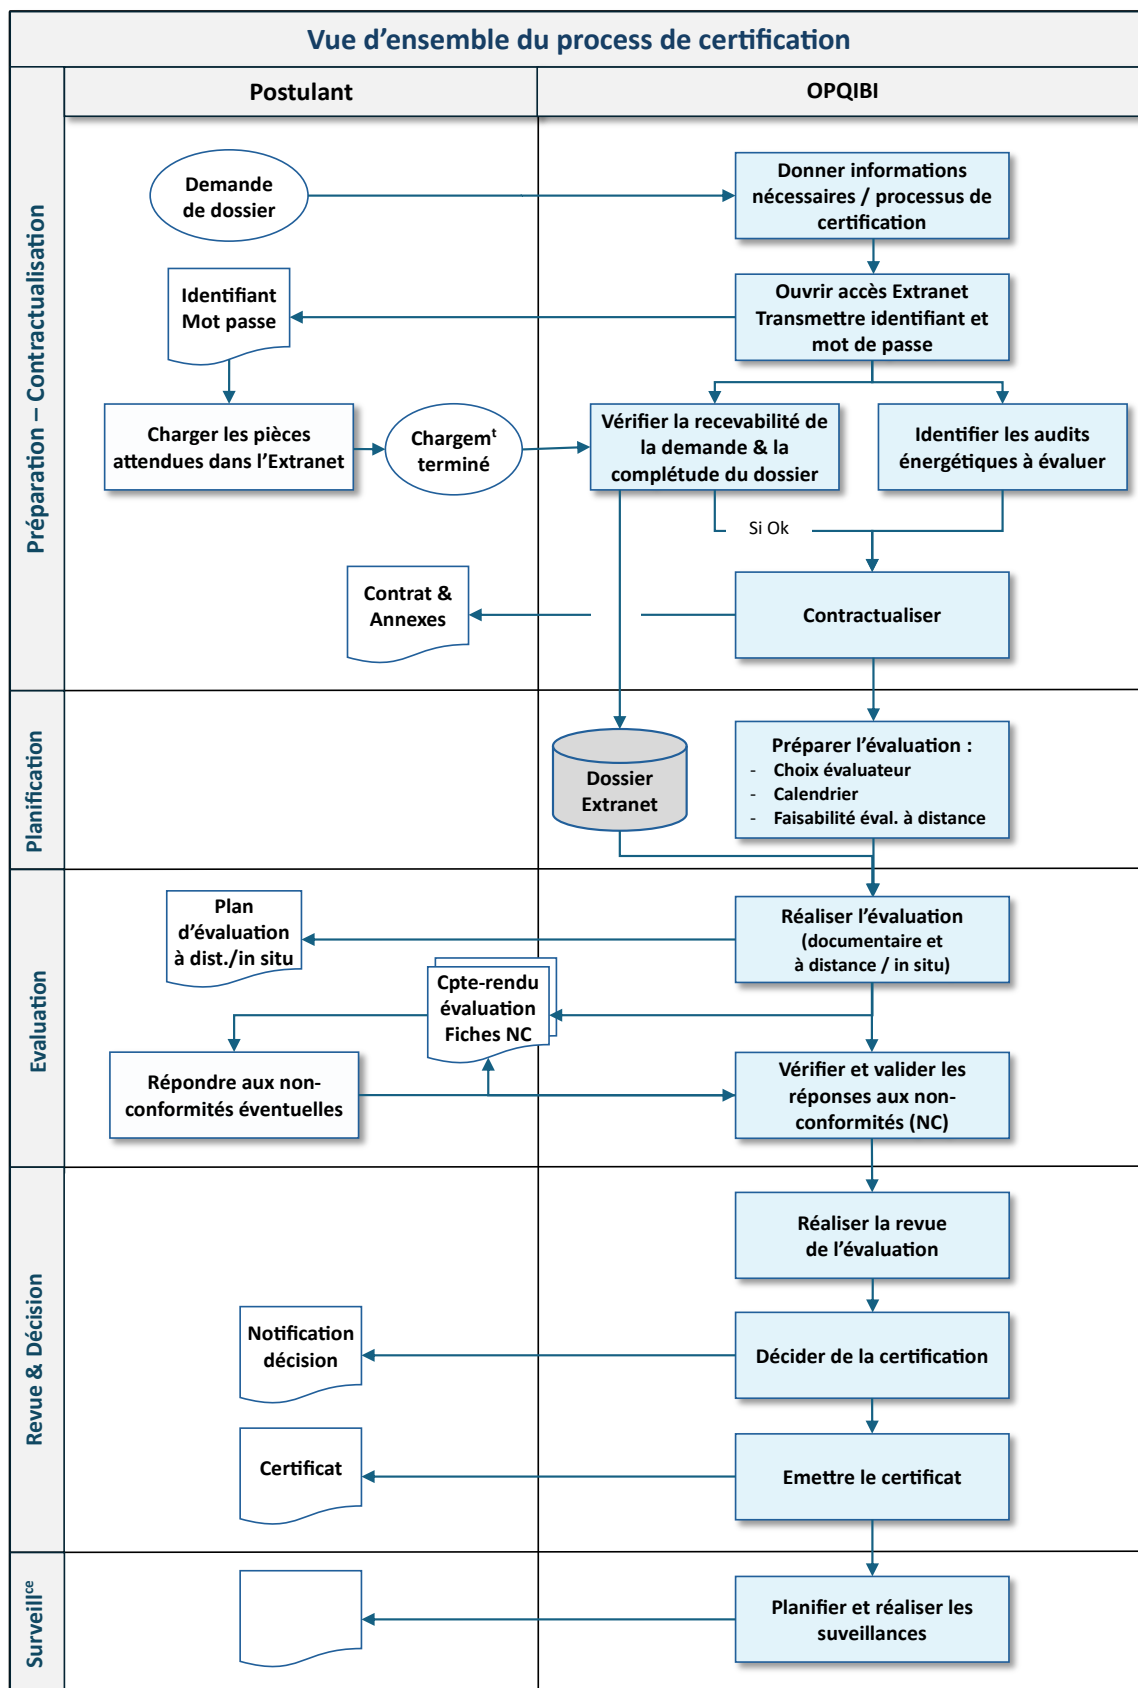 Vue d'ensemble du process de certification
Postulant
OPQIBI
Préparation – Contractualisation
Demande
de dossier
Donner informations
nécessaires / processus de
certification
Identifiant
Mot passe
Ouvrir accès Extranet
Transmettre identifiant et
mot de passe
Charger les pièces
attendues dans l'Extranet
Chargemᵗ
terminé
Vérifier la recevabilité de
la demande & la
complétude du dossier
Identifier les audits
énergétiques à évaluer
Si Ok
Contrat &
Annexes
Contractualiser
Planification
Dossier
Extranet
Préparer l'évaluation :
- Choix évaluateur
- Calendrier
- Faisabilité éval. à distance
Evaluation
Plan
d'évaluation
à dist./in situ
Réaliser l'évaluation
(documentaire et
à distance / in situ)
Cpte-rendu
évaluation
Fiches NC
Répondre aux non-
conformités éventuelles
Vérifier et valider les
réponses aux non-
conformités (NC)
Revue & Décision
Réaliser la revue
de l'évaluation
Notification
décision
Décider de la certification
Certificat
Emettre le certificat
Surveillᶜᵉ
Planifier et réaliser les
suveillances